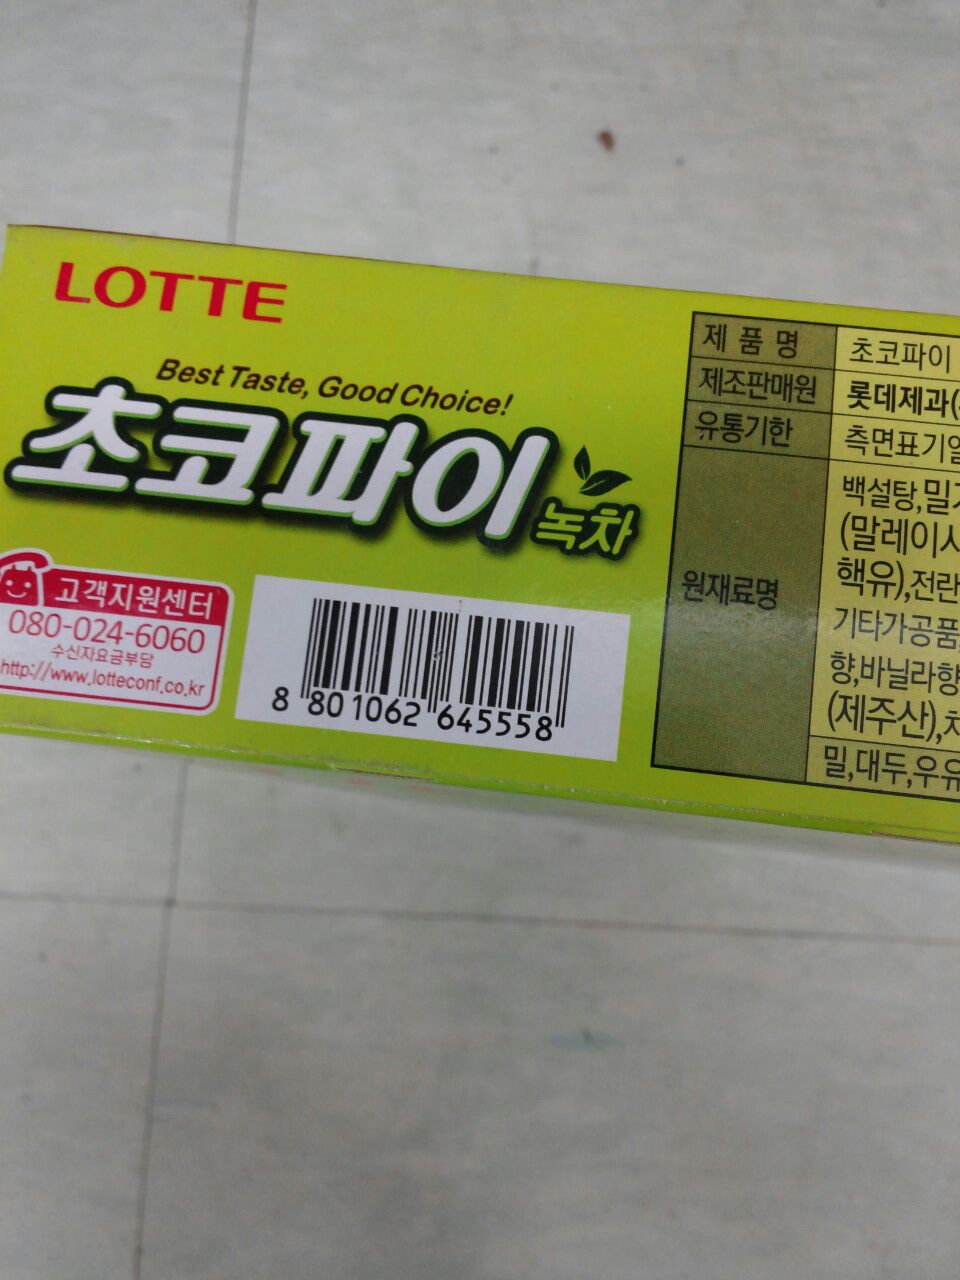 LOTTE
Best Taste, Good Choice!
초코파이
녹차
고객지원센터
080-024-6060
수신자요금부담
http://www.lotteconf.co.kr
8 801062 645558
제 품 명
초코파이
제조판매원
롯데제과
유통기한
측면표기일
원재료명
백설탕,
(말레이시
핵유),전란
기타가공품,
향,바닐라향
(제주산),
밀,대두,우유